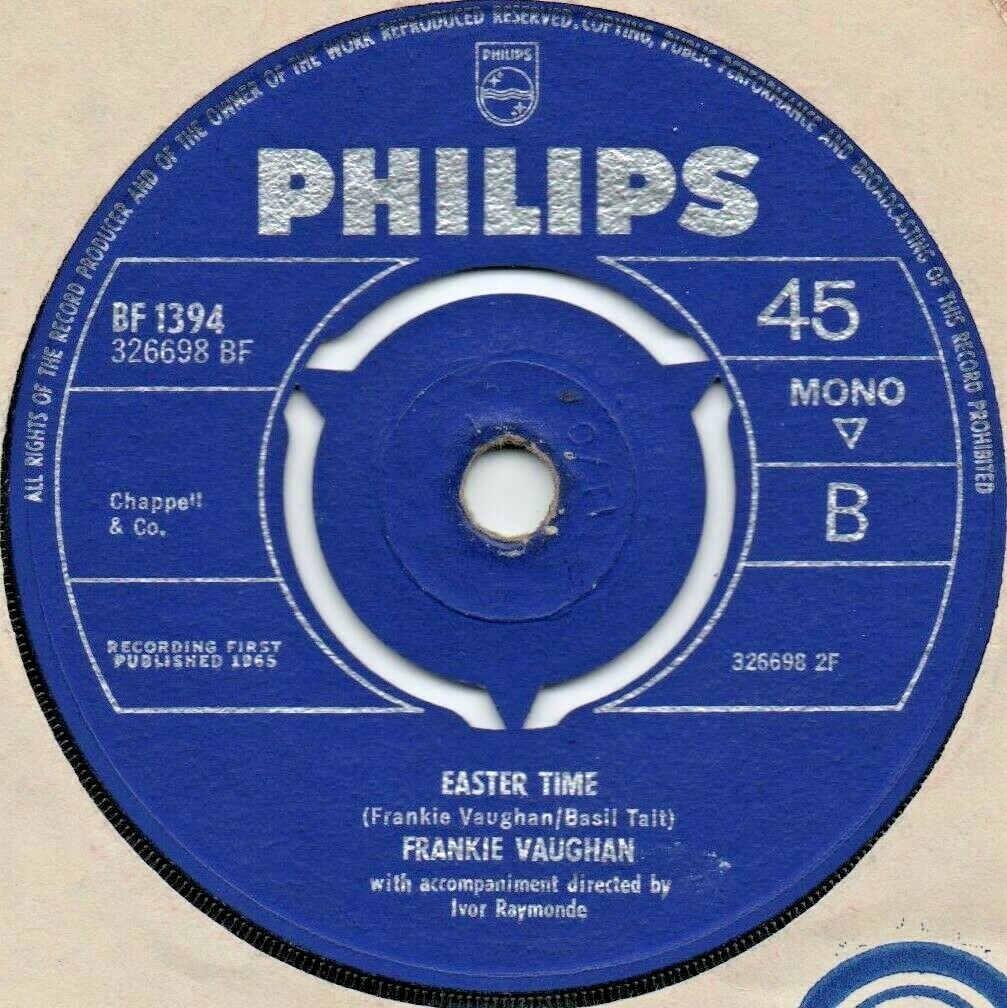 ALL RIGHTS OF THE RECORD PRODUCER AND OF THE OWNER OF THE WORK REPRODUCED RESERVED. COPYING, PUBLIC PERFORMANCE AND BROADCASTING OF THIS RECORD PROHIBITED
PHILIPS
PHILIPS
BF 1394
326698 BF
45
MONO
B
Chappell
& Co.
RECORDING FIRST
PUBLISHED 1965
326698 2F
EASTER TIME
(Frankie Vaughan/Basil Tait)
FRANKIE VAUGHAN
with accompaniment directed by
Ivor Raymonde